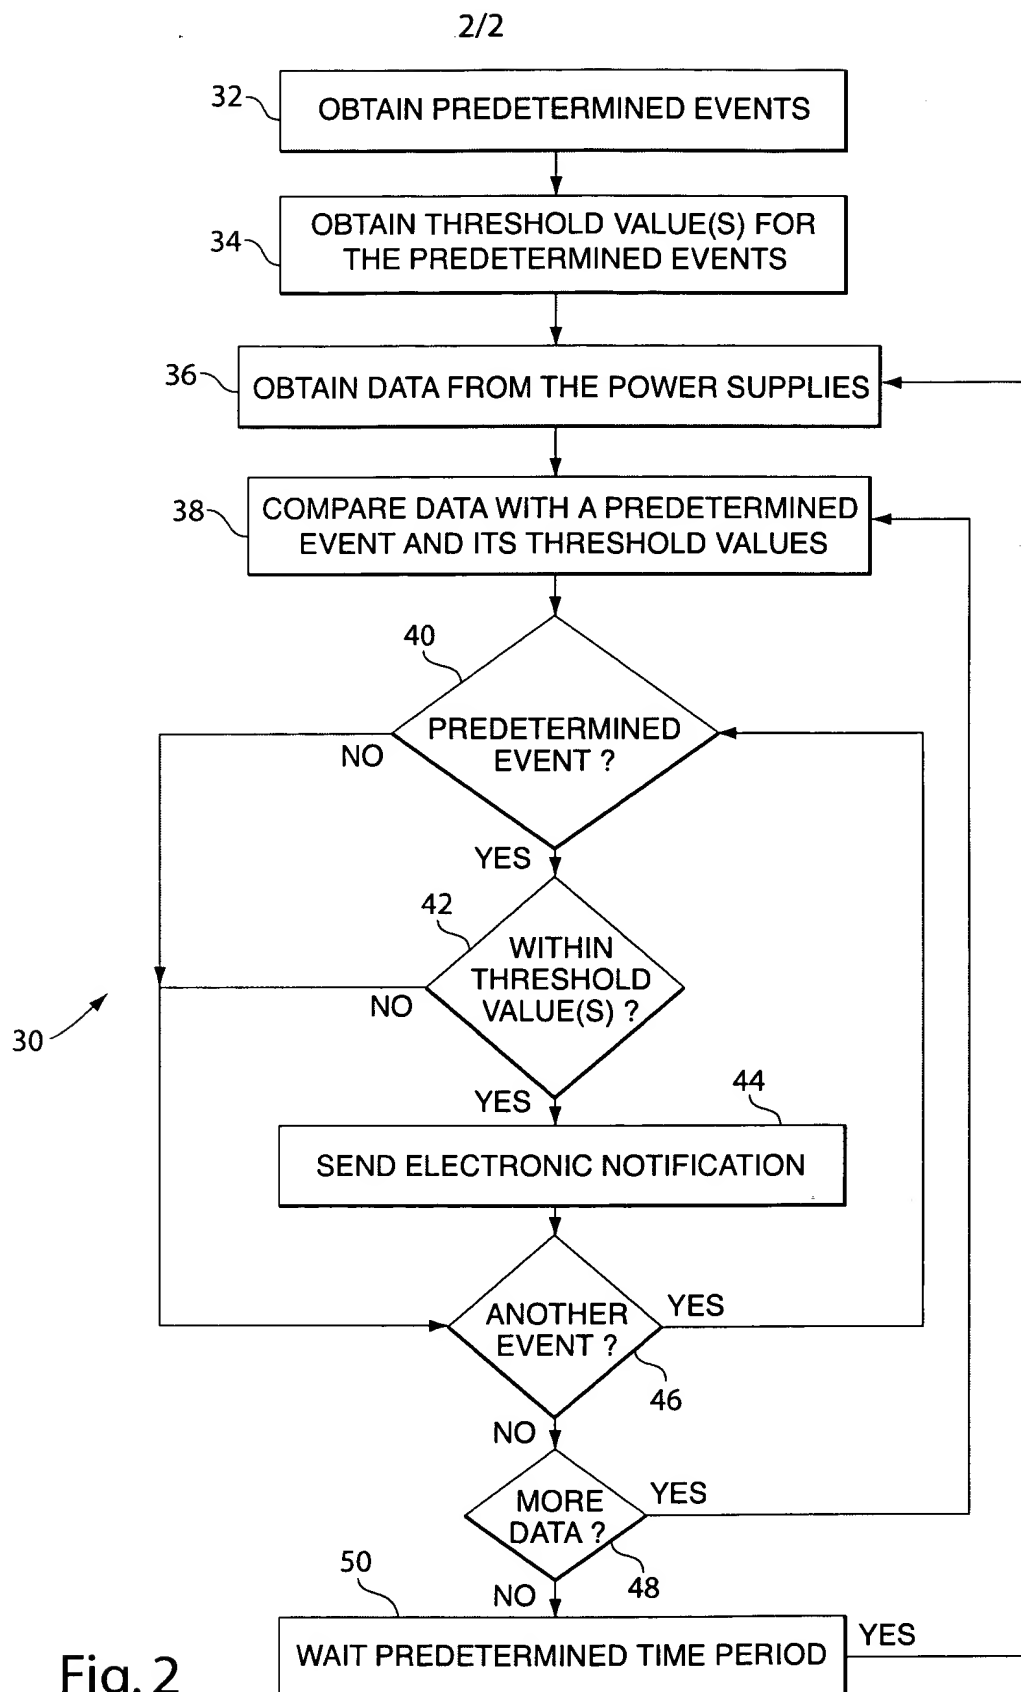 2/2
32
OBTAIN PREDETERMINED EVENTS
34
OBTAIN THRESHOLD VALUE(S) FOR
THE PREDETERMINED EVENTS
36
OBTAIN DATA FROM THE POWER SUPPLIES
38
COMPARE DATA WITH A PREDETERMINED
EVENT AND ITS THRESHOLD VALUES
40
PREDETERMINED
EVENT ?
NO
YES
42
WITHIN
THRESHOLD
VALUE(S) ?
NO
30
YES
44
SEND ELECTRONIC NOTIFICATION
ANOTHER
EVENT ?
YES
46
NO
MORE
DATA ?
YES
48
50
NO
WAIT PREDETERMINED TIME PERIOD
YES
Fig. 2